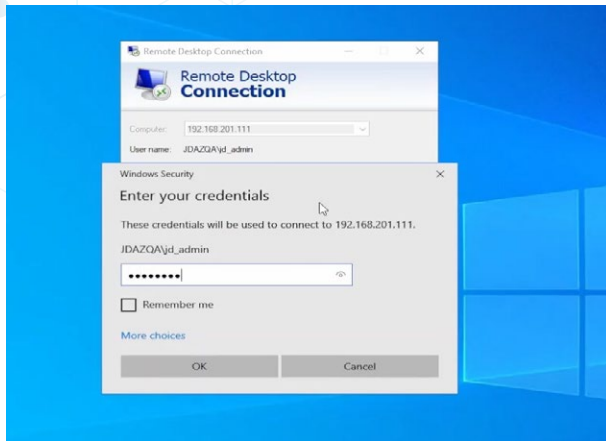 Remote Desktop Connection
Remote Desktop
Connection
Computer: 192.168.201.111
User name: JDAZQA\jd_admin
Windows Security
Enter your credentials
These credentials will be used to connect to 192.168.201.111.
JDAZQA\jd_admin
••••••••
Remember me
More choices
OK Cancel